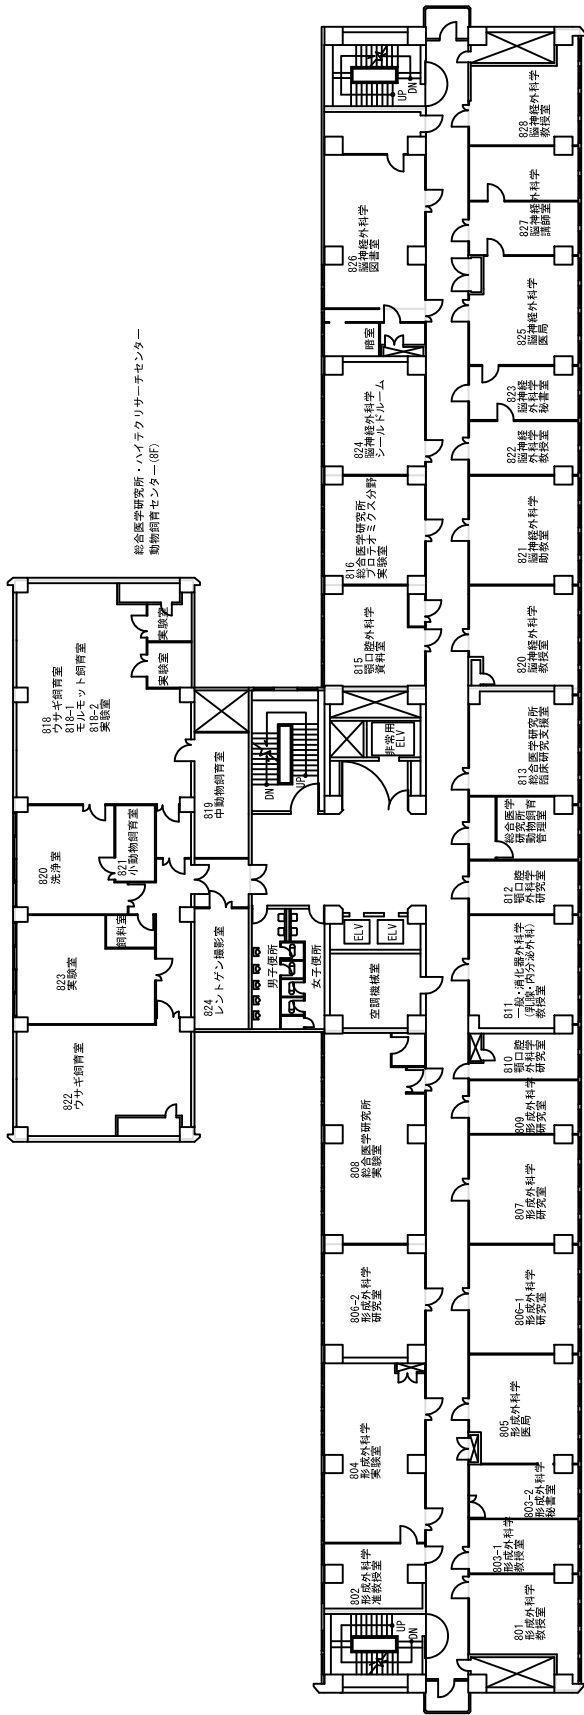 総合医学研究所・ハイテクリサーチセンター
動物飼育センター(8F)
822
ウサギ飼育室
823
実験室
飼料室
820
洗浄室
821
小動物飼育室
818
ウサギ飼育室
818-1
モルモット飼育室
818-2
実験室
実験室
実験室
824
レントゲン撮影室
819
中動物飼育室
男子便所
女子便所
DN
UP
UP
DN
802
形成外科学
准教授室
804
形成外科学
実験室
806-2
形成外科学
研究室
808
総合医学研究所
実験室
空調機械室
ELV
ELV
非常用
ELV
815
顎口腔外科学
資料室
816
総合医学研究所
プロテオミクス分野
実験室
824
脳神経外科学
シールドルーム
暗室
826
脳神経外科学
図書室
UP
DN
801
形成外科学
教授室
803-1
形成外科学
教授室
803-2
形成外科学
秘書室
805
形成外科学
医局
806-1
形成外科学
研究室
807
形成外科学
研究室
809
形成外科学
研究室
810
顎口腔
外科学
研究室
811
一般・消化器外科学
(乳腺・内分泌外科)
教授室
812
顎口腔
外科学
研究室
総合医学
研究所
動物飼育
管理室
813
総合医学研究所
臨床研究支援室
820
脳神経外科学
教授室
821
脳神経外科学
助教室
822
脳神経
外科学
教授室
823
脳神経
外科学
秘書室
825
脳神経外科学
医局
827
脳神経外科学
講師室
828
脳神経外科学
教授室